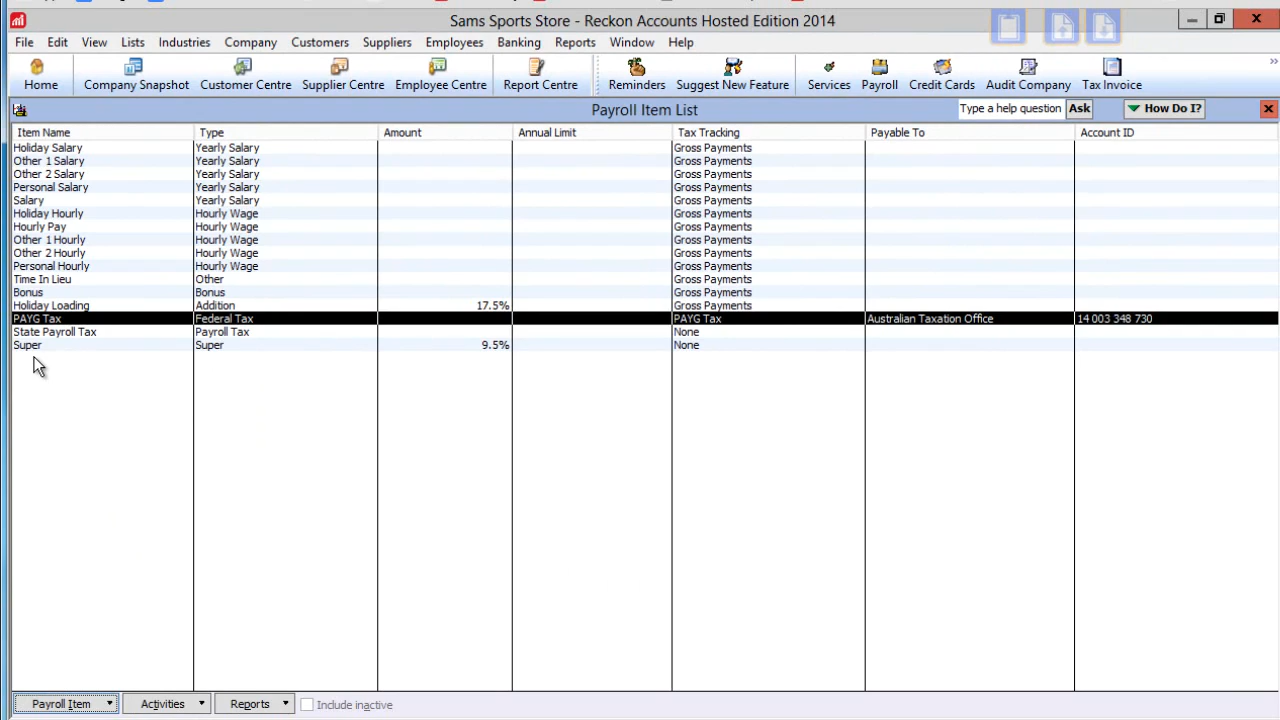 Sams Sports Store - Reckon Accounts Hosted Edition 2014
File Edit View Lists Industries Company Customers Suppliers Employees Banking Reports Window Help
Home Company Snapshot Customer Centre Supplier Centre Employee Centre Report Centre Reminders Suggest New Feature Services Payroll Credit Cards Audit Company Tax Invoice
Payroll Item List Type a help question Ask How Do I?
Item Name Type Amount Annual Limit Tax Tracking Payable To Account ID
Holiday Salary Yearly Salary Gross Payments
Other 1 Salary Yearly Salary Gross Payments
Other 2 Salary Yearly Salary Gross Payments
Personal Salary Yearly Salary Gross Payments
Salary Yearly Salary Gross Payments
Holiday Hourly Hourly Wage Gross Payments
Hourly Pay Hourly Wage Gross Payments
Other 1 Hourly Hourly Wage Gross Payments
Other 2 Hourly Hourly Wage Gross Payments
Personal Hourly Hourly Wage Gross Payments
Time In Lieu Other Gross Payments
Bonus Bonus Gross Payments
Holiday Loading Addition 17.5% Gross Payments
PAYG Tax Federal Tax PAYG Tax Australian Taxation Office 14 003 348 730
State Payroll Tax Payroll Tax None
Super Super 9.5% None
Payroll Item Activities Reports Include inactive